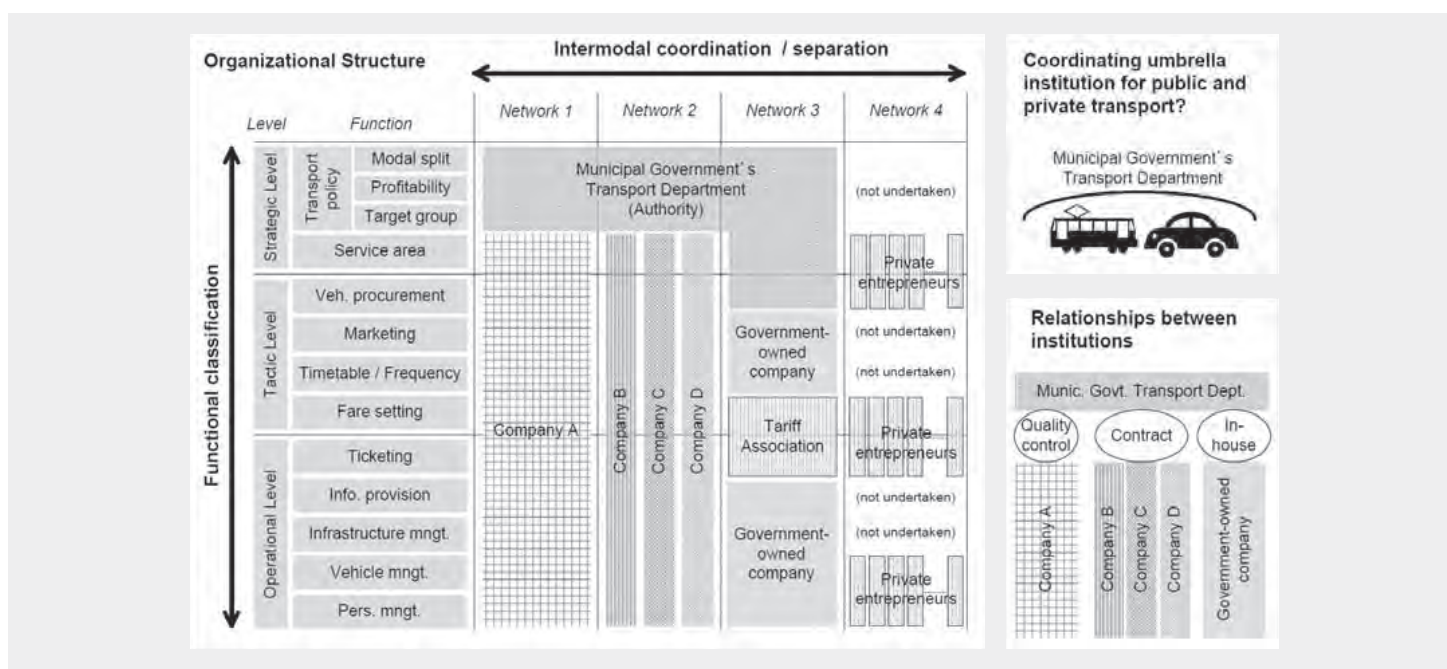 Organizational Structure
Intermodal coordination / separation
Level
Function
Network 1
Network 2
Network 3
Network 4
Functional classification
Strategic Level
Transport
policy
Modal split
Profitability
Target group
Service area
Municipal Government´s
Transport Department
(Authority)
(not undertaken)
Private
entrepreneurs
Tactic Level
Veh. procurement
Marketing
Timetable / Frequency
Fare setting
Government-
owned
company
(not undertaken)
(not undertaken)
Company A
Company B
Company C
Company D
Tariff
Association
Private
entrepreneurs
Operational Level
Ticketing
Info. provision
Infrastructure mngt.
Vehicle mngt.
Pers. mngt.
Government-
owned
company
(not undertaken)
(not undertaken)
Private
entrepreneurs
Coordinating umbrella
institution for public and
private transport?
Municipal Government´s
Transport Department
Relationships between
institutions
Munic. Govt. Transport Dept.
Quality
control
Contract
In-
house
Company A
Company B
Company C
Company D
Government-owned
company